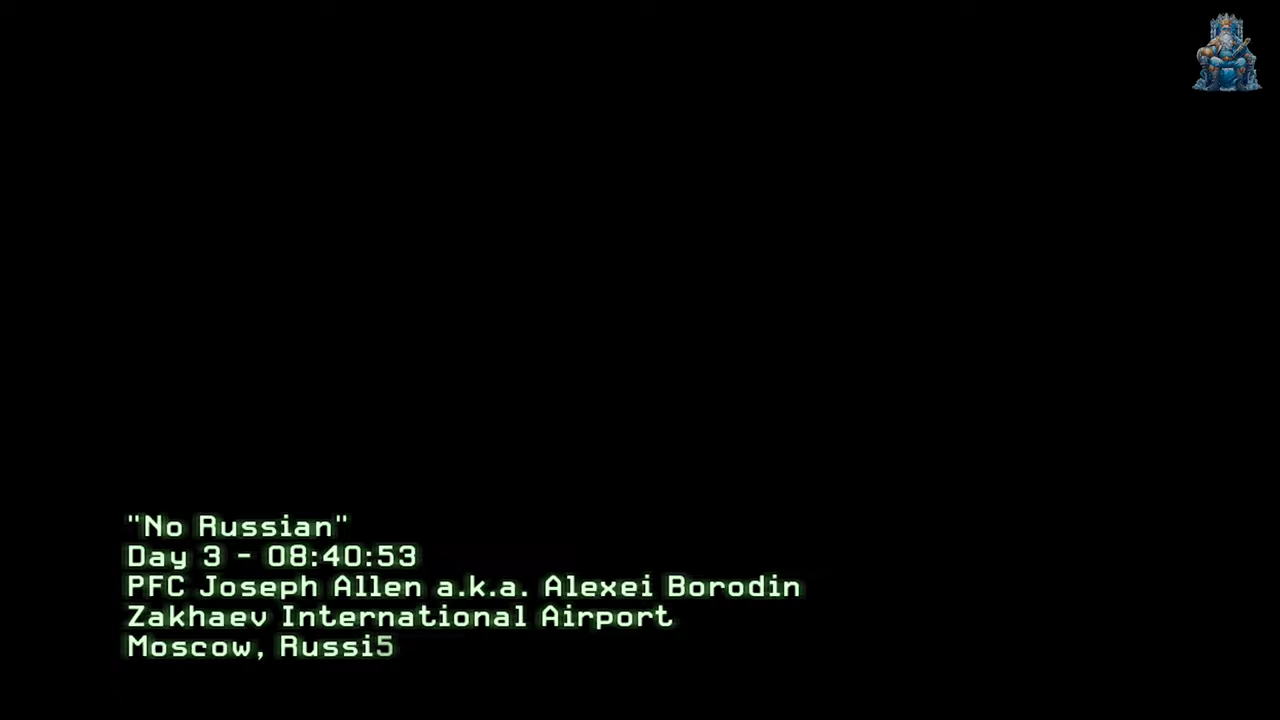 "No Russian"
Day 3 - 08:40:53
PFC Joseph Allen a.k.a. Alexei Borodin
Zakhaev International Airport
Moscow, Russi5